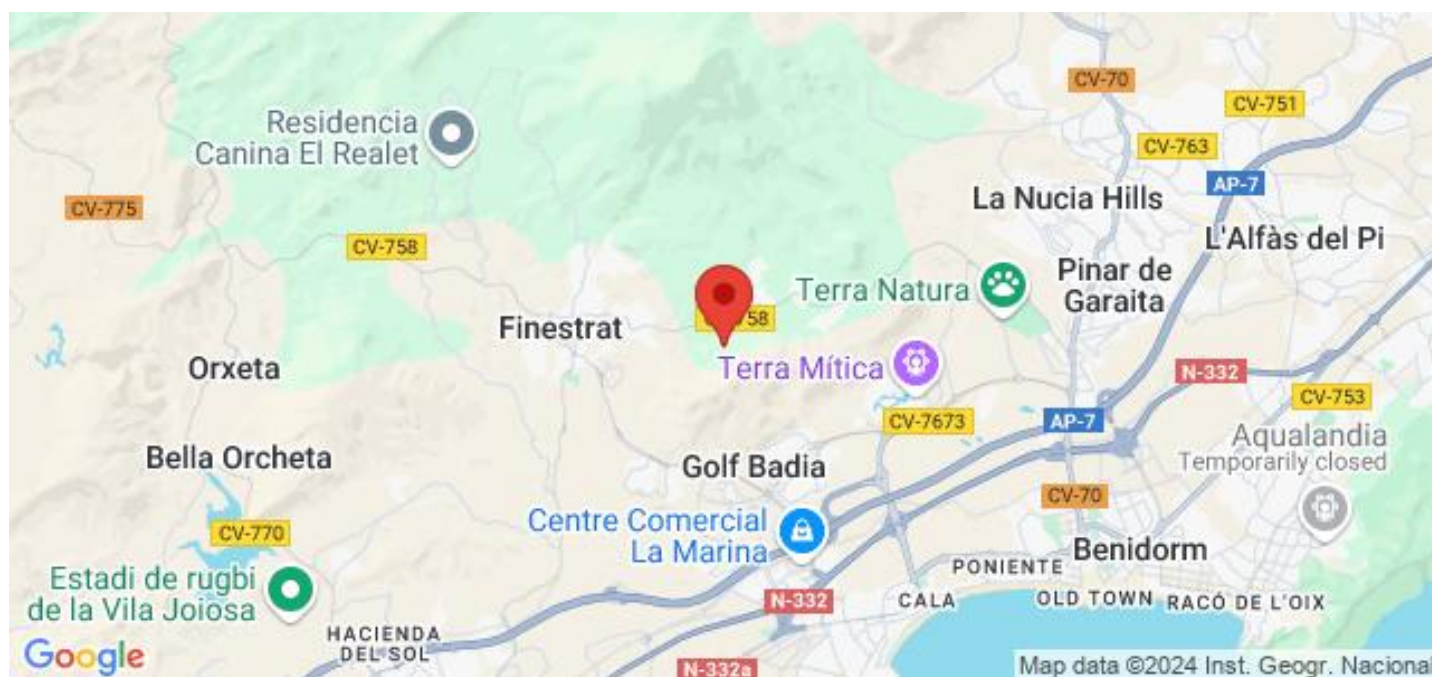 CV-70
CV-751
Residencia
Canina El Realet
CV-763
AP-7
La Nucia Hills
CV-775
CV-758
L'Alfàs del Pi
Pinar de
Garaita
Terra Natura
Finestrat
58
Orxeta
Terra Mítica
N-332
CV-753
CV-7673
AP-7
Aqualandia
Temporarily closed
Bella Orcheta
Golf Badia
CV-70
CV-770
Centre Comercial
La Marina
Benidorm
PONIENTE
Estadi de rugbi
de la Vila Joiosa
N-332
CALA
OLD TOWN
RACÓ DE L'OIX
HACIENDA
DEL SOL
Google
N-332a
Map data ©2024 Inst. Geogr. Nacional